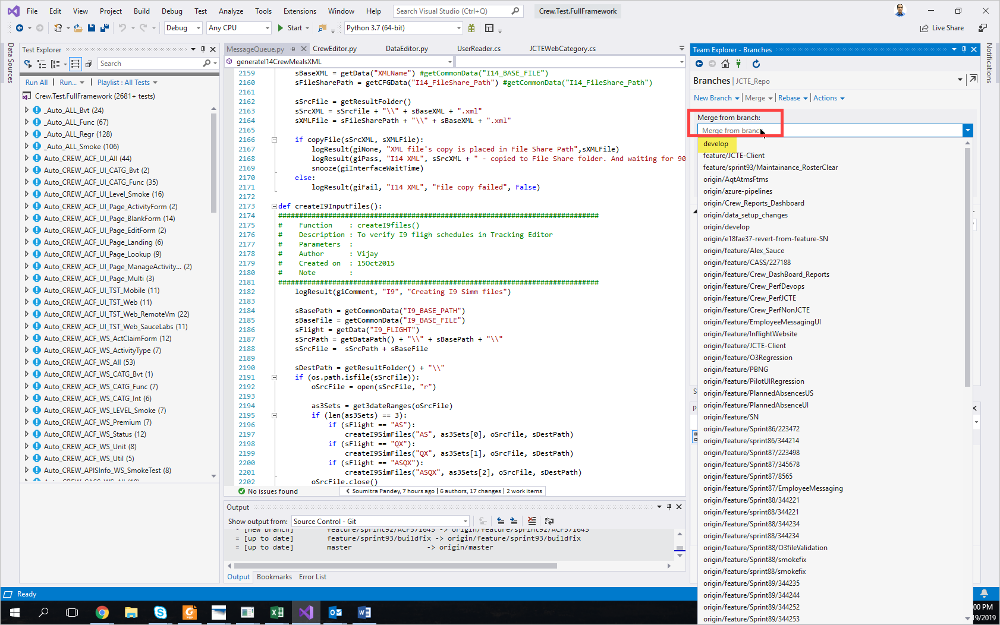 File Edit View Project Build Debug Test Analyze Tools Extensions Window Help Search Visual Studio (Ctrl+Q) Crew.Test.FullFramework
Debug Any CPU Start Python 3.7 (64-bit) Live Share
Data Sources
Test Explorer
Search
Run All | Run... | Playlist : All Tests
Crew.Test.FullFramework (2681+ tests)
_Auto_ALL_Bvt (24)
_Auto_ALL_Func (67)
_Auto_ALL_Regr (128)
_Auto_ALL_Smoke (106)
Auto_CREW_ACF_UI_All (44)
Auto_CREW_ACF_UI_CATG_Bvt (2)
Auto_CREW_ACF_UI_CATG_Func (35)
Auto_CREW_ACF_UI_Level_Smoke (16)
Auto_CREW_ACF_UI_Page_ActivityForm (2)
Auto_CREW_ACF_UI_Page_BlankForm (14)
Auto_CREW_ACF_UI_Page_EditForm (2)
Auto_CREW_ACF_UI_Page_Landing (6)
Auto_CREW_ACF_UI_Page_Lookup (9)
Auto_CREW_ACF_UI_Page_ManageActivity... (2)
Auto_CREW_ACF_UI_Page_Multi (3)
Auto_CREW_ACF_UI_TST_Mobile (11)
Auto_CREW_ACF_UI_TST_Web (11)
Auto_CREW_ACF_UI_TST_Web_RemoteVm (22)
Auto_CREW_ACF_UI_TST_Web_SauceLabs (11)
Auto_CREW_ACF_WS_ActClaimForm (12)
Auto_CREW_ACF_WS_ActivityType (7)
Auto_CREW_ACF_WS_All (53)
Auto_CREW_ACF_WS_CATG_Bvt (1)
Auto_CREW_ACF_WS_CATG_Func (7)
Auto_CREW_ACF_WS_CATG_Int (6)
Auto_CREW_ACF_WS_LEVEL_Smoke (7)
Auto_CREW_ACF_WS_Premium (7)
Auto_CREW_ACF_WS_Status (12)
Auto_CREW_ACF_WS_Unit (8)
Auto_CREW_ACF_WS_Util (5)
Auto_CREW_APISInfo_WS_SmokeTest (8)
MessageQueue.py CrewEditor.py DataEditor.py UserReader.cs JCTEWebCategory.cs
generateI14CrewMealsXML
2159 sBaseXML = getData("XMLName") #getCommonData("I14_BASE_FILE")
2160 sFileSharePath = getCFGData("I14_FileShare_Path") #getCommonData("I14_FileShare_Path")
2161
2162 sSrcFile = getResultFolder()
2163 sSrcXML = sSrcFile + "\\" + sBaseXML + ".xml"
2164 sXMLFile = sFileSharePath + "\\" + sBaseXML + ".xml"
2165
2166 if copyFile(sSrcXML, sXMLFile):
2167 logResult(giNone, "XML file's copy is placed in File Share Path",sXMLFile)
2168 logResult(giPass, "I14 XML", sSrcXML + " - copied to File Share folder. And waiting for 90
2169 snooze(giInterfaceWaitTime)
2170 else:
2171 logResult(giFail, "I14 XML", "File copy failed", False)
2172
2173 def createI9InputFiles():
2174 #############################################################################
2175 # Function : createI9files()
2176 # Description : To verify I9 fligh schedules in Tracking Editor
2177 # Parameters :
2178 # Author : Vijay
2179 # Created on : 15Oct2015
2180 # Note :
2181 #############################################################################
2182 logResult(giComment, "I9", "Creating I9 Simm files")
2183
2184 sBasePath = getCommonData("I9_BASE_PATH")
2185 sBaseFile = getCommonData("I9_BASE_FILE")
2186 sFlight = getData("I9_FLIGHT")
2187 sSrcPath = getDataPath() + "\\" + sBasePath + "\\"
2188 sSrcFile = sSrcPath + sBaseFile
2189
2190 sDestPath = getResultFolder() + "\\"
2191 if (os.path.isfile(sSrcFile)):
2192 oSrcFile = open(sSrcFile, "r")
2193
2194 as3Sets = get3dateRanges(oSrcFile)
2195 if (len(as3Sets) == 3):
2196 if (sFlight == "AS"):
2197 createI9SimFiles("AS", as3Sets[0], oSrcFile, sDestPath)
2198 if (sFlight == "QX"):
2199 createI9SimFiles("QX", as3Sets[1], oSrcFile, sDestPath)
2200 if (sFlight == "ASQX"):
2201 createI9SimFiles("ASQX", as3Sets[2], oSrcFile, sDestPath)
2202 oSrcFile.close()
No issues found Soumitra Pandey, 7 hours ago | 6 authors, 17 changes | 2 work items
Output
Show output from: Source Control - Git
* [new branch] feature/sprint92/ACF371643 -> origin/feature/sprint92/ACF371643
= [up to date] feature/sprint93/buildfix -> origin/feature/sprint93/buildfix
= [up to date] master -> origin/master
Output Bookmarks Error List
Team Explorer - Branches
Branches | JCTE_Repo
New Branch | Merge | Rebase | Actions
Merge from branch:
Merge from branc
develop
feature/JCTE-Client
feature/sprint93/Maintainance_RosterClear
origin/AqtAtmsFtms
origin/azure-pipelines
origin/Crew_Reports_Dashboard
origin/data_setup_changes
origin/develop
origin/e18fae37-revert-from-feature-SN
origin/feature/Alex_Sauce
origin/feature/CASS/227188
origin/feature/Crew_DashBoard_Reports
origin/feature/Crew_PerfDevops
origin/feature/Crew_PerfJCTE
origin/feature/Crew_PerfNonJCTE
origin/feature/EmployeeMessagingUI
origin/feature/InflightWebsite
origin/feature/JCTE-Client
origin/feature/O3Regression
origin/feature/PBNG
origin/feature/PilotUIRegression
origin/feature/PlannedAbsencesUS
origin/feature/PlannedAbsenceUI
origin/feature/SN
origin/feature/Sprint86/223472
origin/feature/sprint86/344214
origin/feature/Sprint87/223498
origin/feature/Sprint87/345678
origin/feature/Sprint87/8565
origin/feature/Sprint87/EmployeeMessaging
origin/feature/Sprint88/344221
origin/feature/sprint88/344221
origin/feature/Sprint88/344234
origin/feature/sprint88/344234
origin/feature/Sprint88/O3fileValidation
origin/feature/Sprint88/smokefix
origin/feature/sprint88/smokefix
origin/feature/Sprint89/344235
origin/feature/Sprint89/344244
origin/feature/Sprint89/344252
origin/feature/Sprint89/344253
Notifications
Ready
:00 PM
19/2019